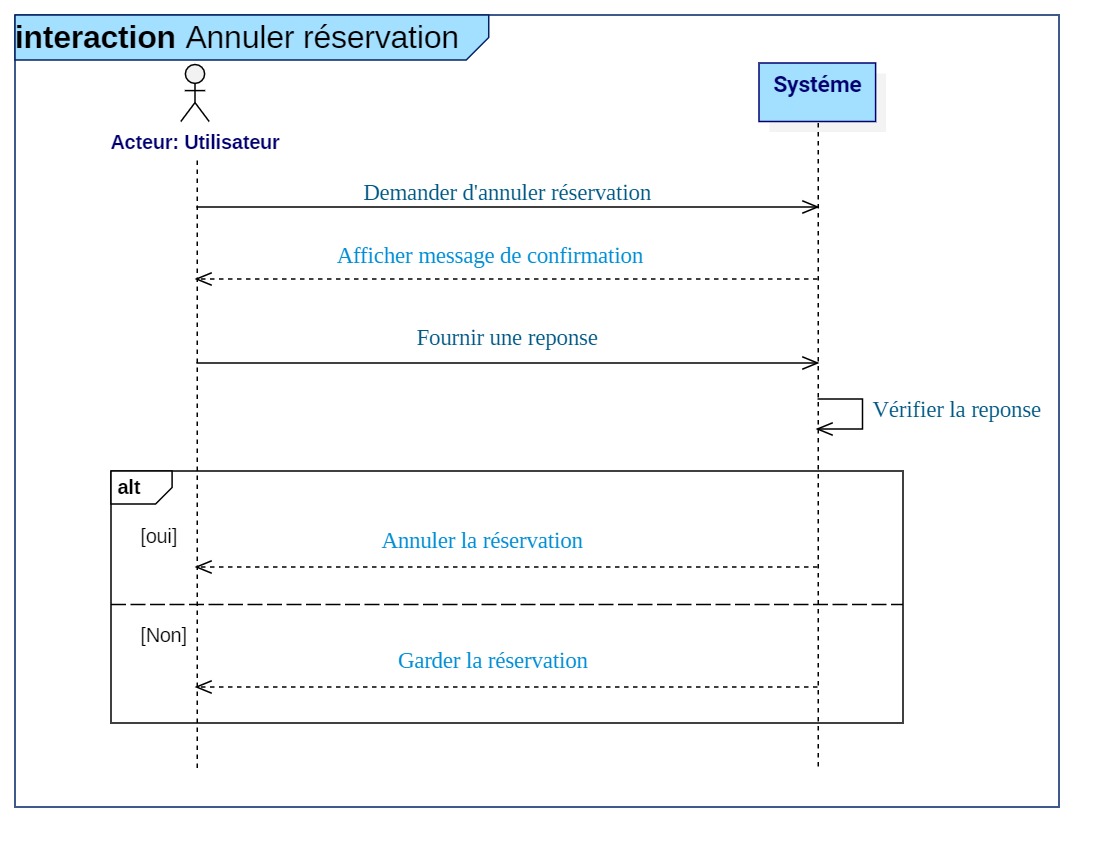 interaction Annuler réservation
Systéme
Acteur: Utilisateur
Demander d'annuler réservation
Afficher message de confirmation
Fournir une reponse
Vérifier la reponse
alt
[oui]
Annuler la réservation
[Non]
Garder la réservation